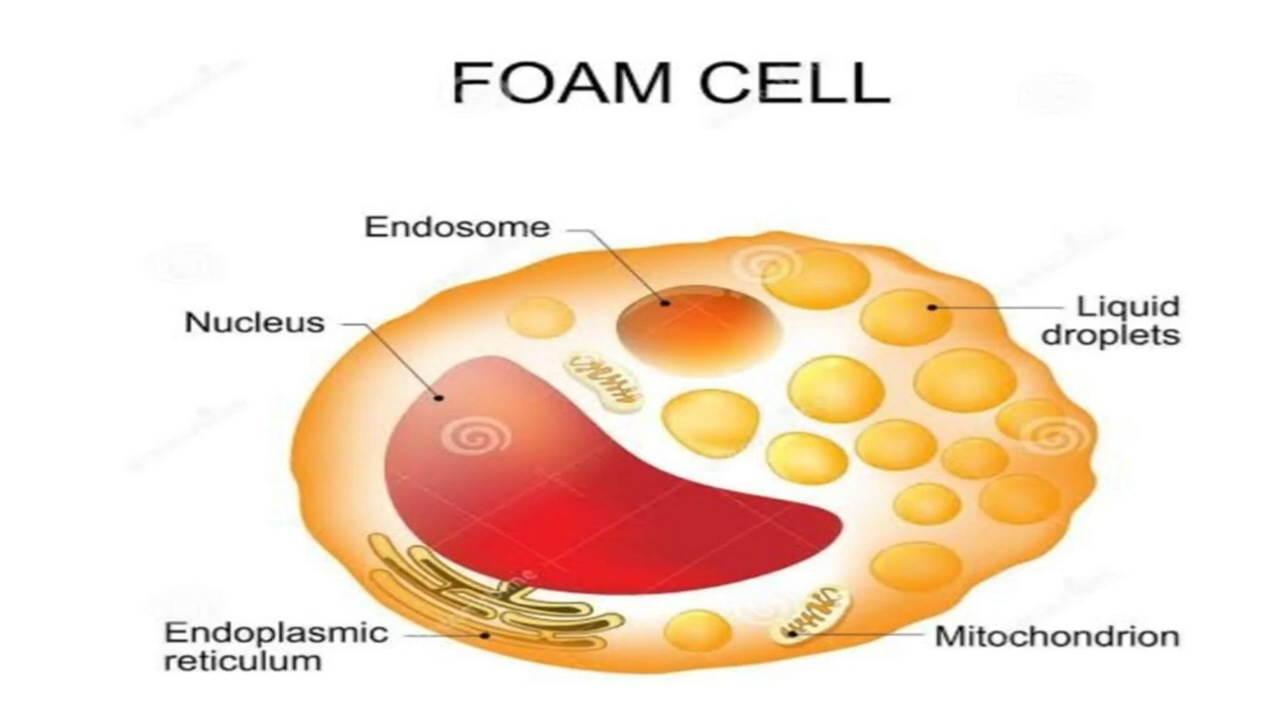 FOAM CELL
Endosome
Nucleus
Liquid
droplets
Endoplasmic
reticulum
Mitochondrion